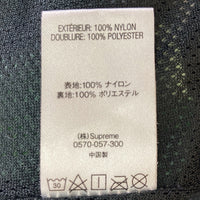 EXTÉRIEUR: 100% NYLON
DOUBLURE: 100% POLYESTER
表地:100% ナイロン
裏地:100% ポリエステル
(株)Supreme
0570-057-300
中国製
30